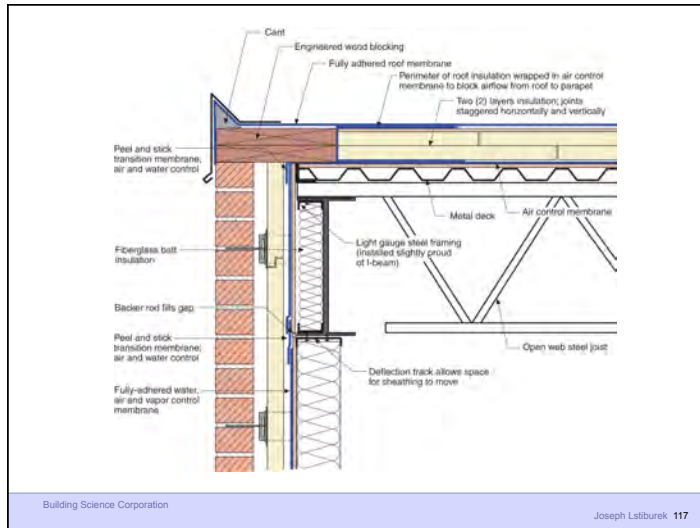 Cant
Engineered wood blocking
Fully adhered roof membrane
Perimeter of roof insulation wrapped in air control
membrane to block airflow from roof to parapet
Two (2) layers insulation; joints
staggered horizontally and vertically
Peel and stick
transition membrane,
air and water control
Metal deck
Air control membrane
Fiberglass batt
insulation
Light gauge steel framing
(installed slightly proud
of I-beam)
Backer rod fills gap
Peel and stick
transition membrane;
air and water control
Open web steel joist
Deflection track allows space
for sheathing to move
Fully-adhered water,
air and vapor control
membrane
Building Science Corporation
Joseph Lstiburek 117